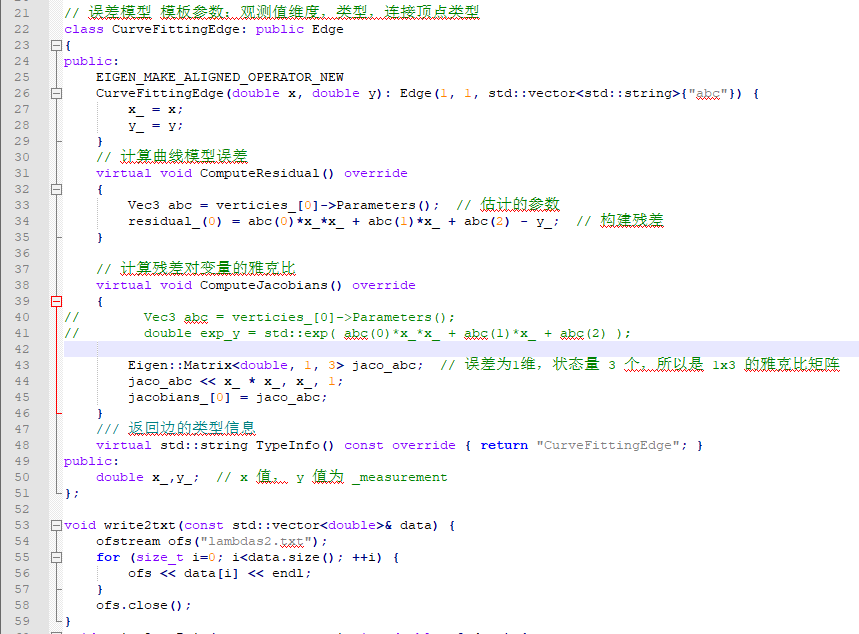 21 // 误差模型 模板参数：观测值维度，类型，连接顶点类型
22 class CurveFittingEdge: public Edge
23 {
24 public:
25     EIGEN_MAKE_ALIGNED_OPERATOR_NEW
26     CurveFittingEdge(double x, double y): Edge(1, 1, std::vector<std::string>{"abc"}) {
27         x_ = x;
28         y_ = y;
29     }
30     // 计算曲线模型误差
31     virtual void ComputeResidual() override
32     {
33         Vec3 abc = verticies_[0]->Parameters();  // 估计的参数
34         residual_(0) = abc(0)*x_*x_ + abc(1)*x_ + abc(2) - y_;  // 构建残差
35     }
36
37     // 计算残差对变量的雅克比
38     virtual void ComputeJacobians() override
39     {
40 //        Vec3 abc = verticies_[0]->Parameters();
41 //        double exp_y = std::exp( abc(0)*x_*x_ + abc(1)*x_ + abc(2) );
42
43         Eigen::Matrix<double, 1, 3> jaco_abc;  // 误差为1维，状态量 3 个，所以是 1x3 的雅克比矩阵
44         jaco_abc << x_ * x_, x_, 1;
45         jacobians_[0] = jaco_abc;
46     }
47     /// 返回边的类型信息
48     virtual std::string TypeInfo() const override { return "CurveFittingEdge"; }
49 public:
50     double x_,y_;  // x 值， y 值为 _measurement
51 };
52
53 void write2txt(const std::vector<double>& data) {
54     ofstream ofs("lambdas2.txt");
55     for (size_t i=0; i<data.size(); ++i) {
56         ofs << data[i] << endl;
57     }
58     ofs.close();
59 }